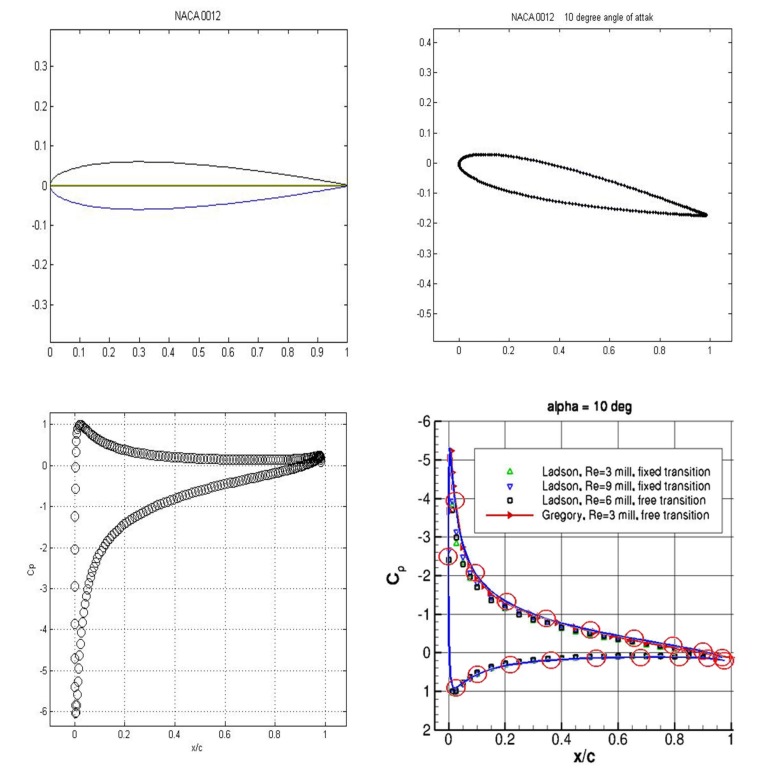 NACA0012
0.3
0.2
0.1
0
-0.1
-0.2
-0.3
0 0.1 0.2 0.3 0.4 0.5 0.6 0.7 0.8 0.9 1
NACA0012 10 degree angle of attak
0.4
0.3
0.2
0.1
0
-0.1
-0.2
-0.3
-0.4
-0.5
0 0.2 0.4 0.6 0.8 1
1
0
-1
-2
-3
-4
-5
-6
Cp
0 0.2 0.4 0.6 0.8 1
x/c
alpha = 10 deg
-6
-5
-4
-3
-2
-1
0
1
2
Cp
Ladson, Re=3 mill, fixed transition
Ladson, Re=9 mill, fixed transition
Ladson, Re=6 mill, free transition
Gregory, Re=3 mill, free transition
0 0.2 0.4 0.6 0.8 1
x/c